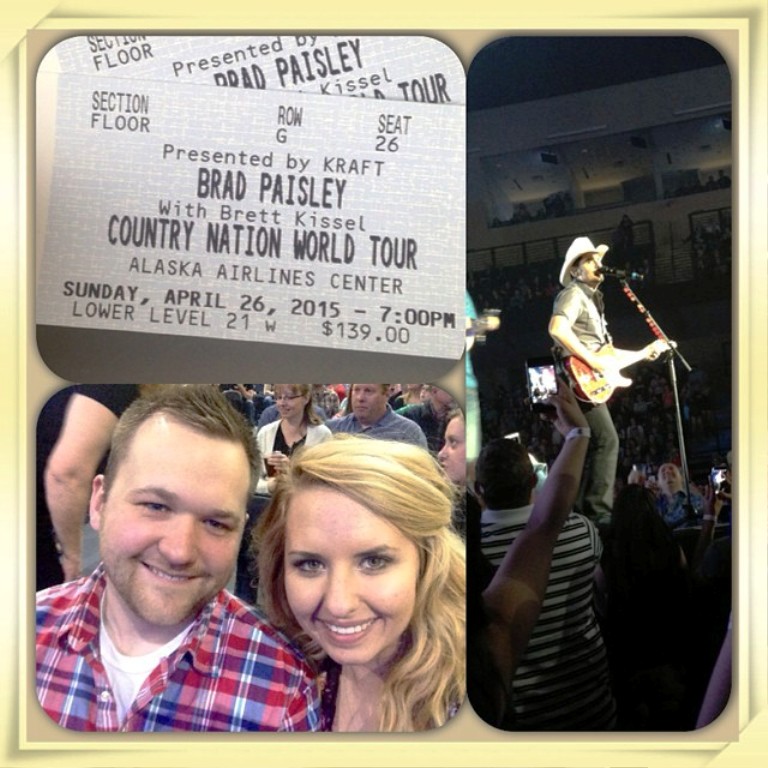 SECTION
FLOOR
Presented by
BRAD PAISLEY
Kissel
TOUR
SECTION ROW SEAT
FLOOR G 26
Presented by KRAFT
BRAD PAISLEY
With Brett Kissel
COUNTRY NATION WORLD TOUR
ALASKA AIRLINES CENTER
SUNDAY, APRIL 26, 2015 - 7:00PM
LOWER LEVEL 21 W $139.00